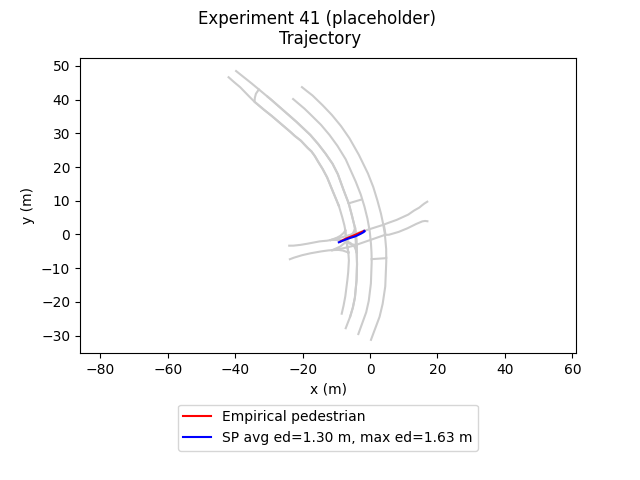 Experiment 41 (placeholder)
Trajectory
50
40
30
20
10
0
−10
−20
−30
y (m)
−80 −60 −40 −20 0 20 40 60
x (m)
Empirical pedestrian
SP avg ed=1.30 m, max ed=1.63 m